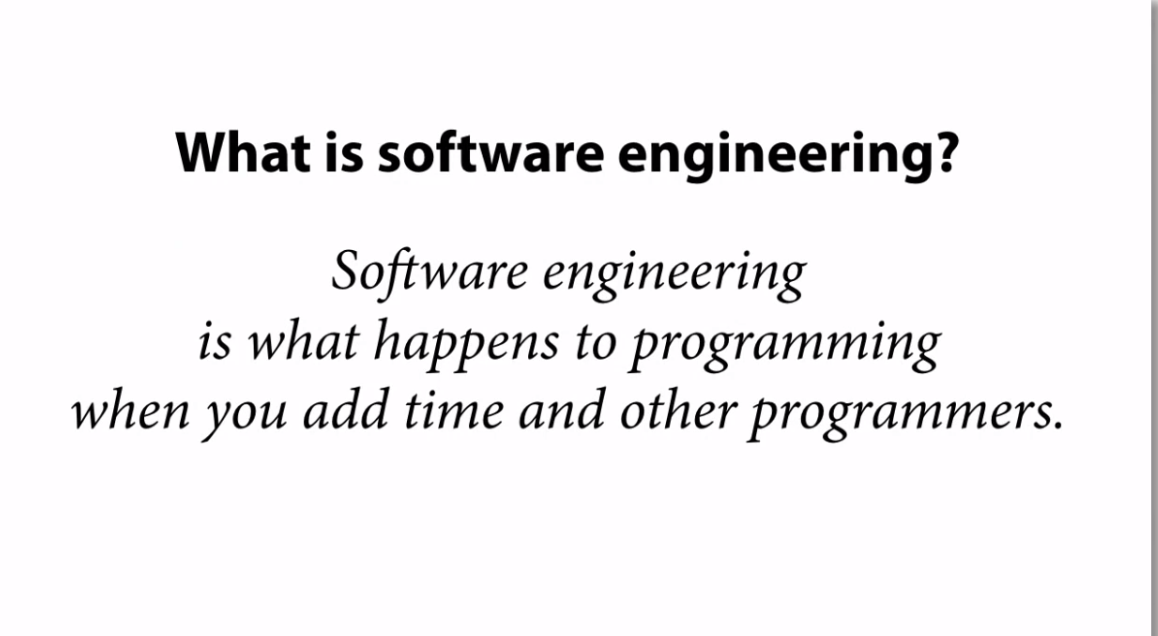 What is software engineering?
Software engineering
is what happens to programming
when you add time and other programmers.